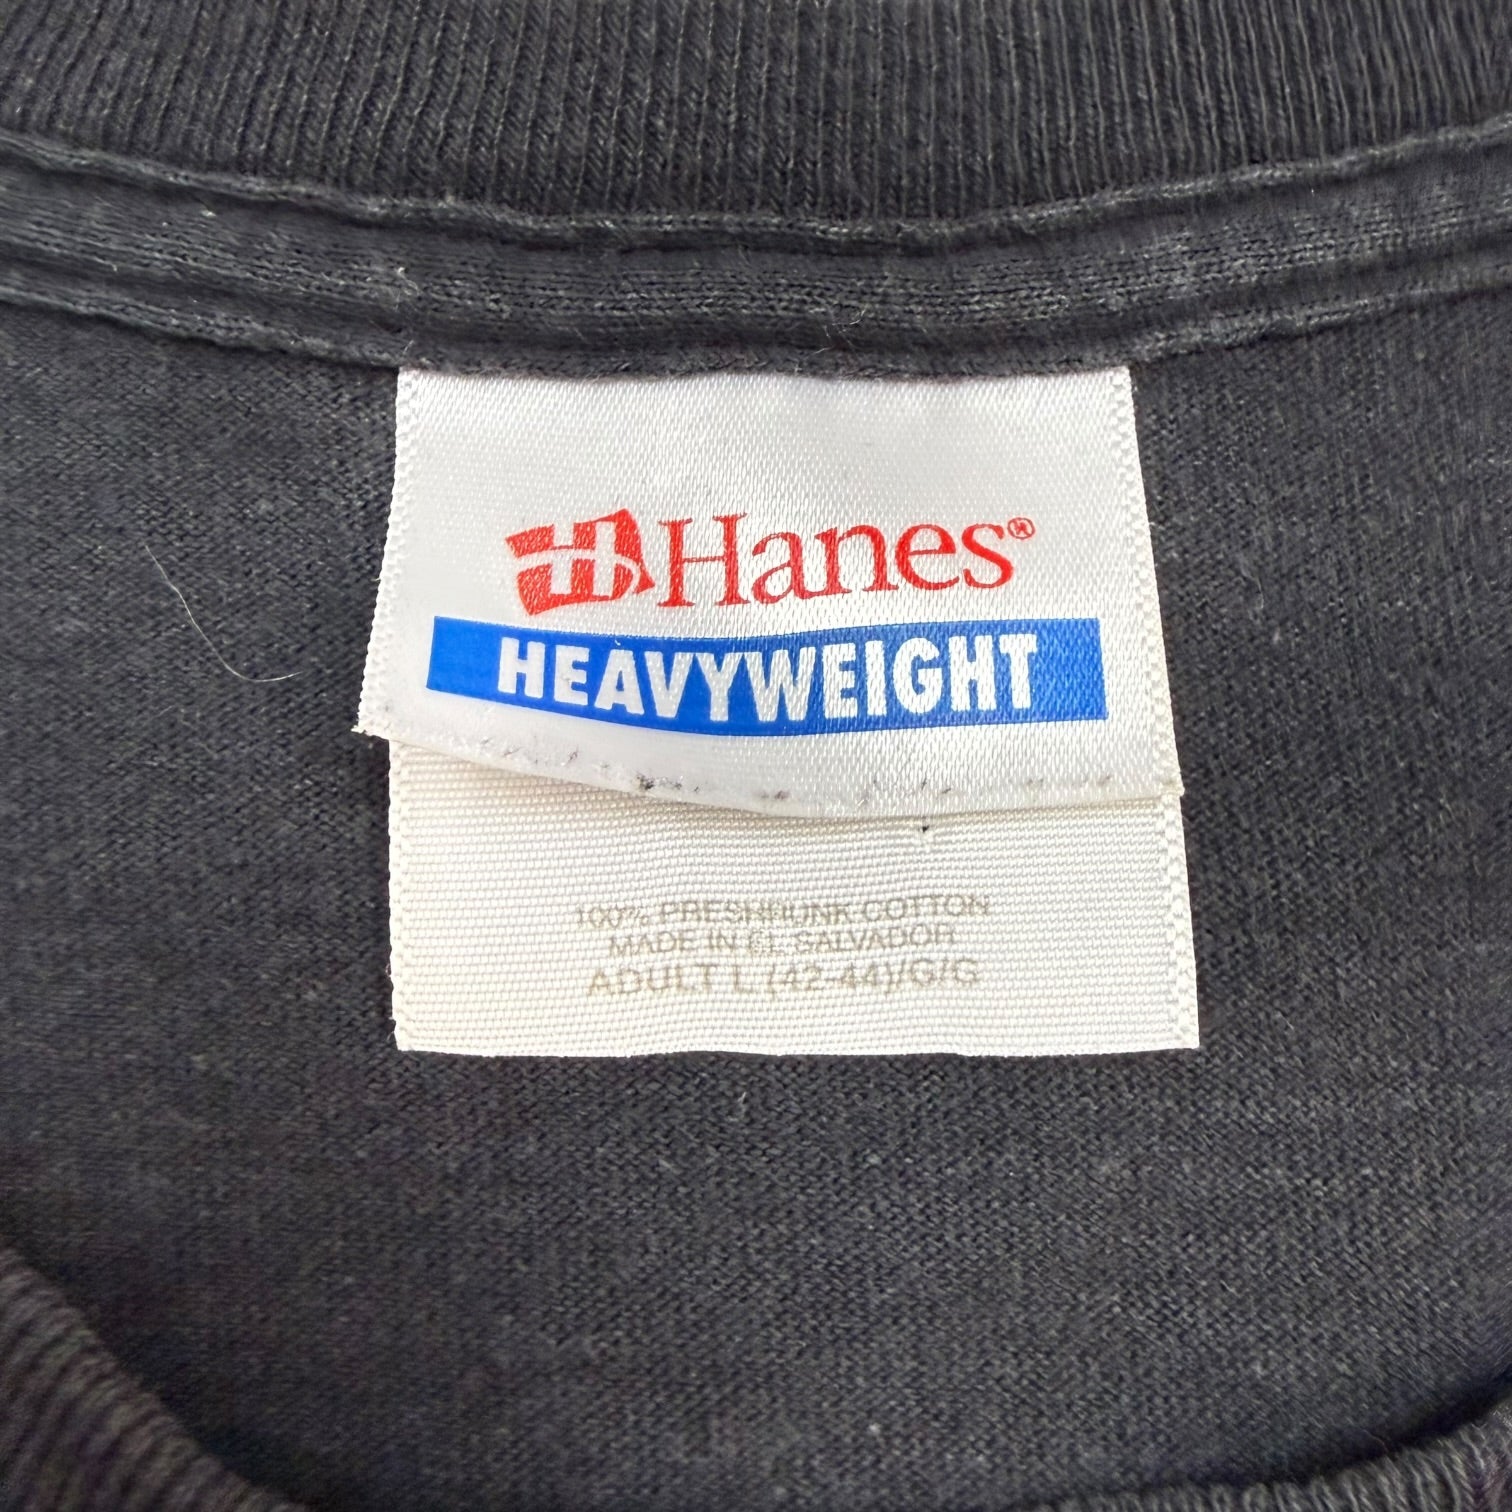 H Hanes®
HEAVYWEIGHT
100% PRESHRUNK COTTON
MADE IN EL SALVADOR
ADULT L (42-44)/G/G